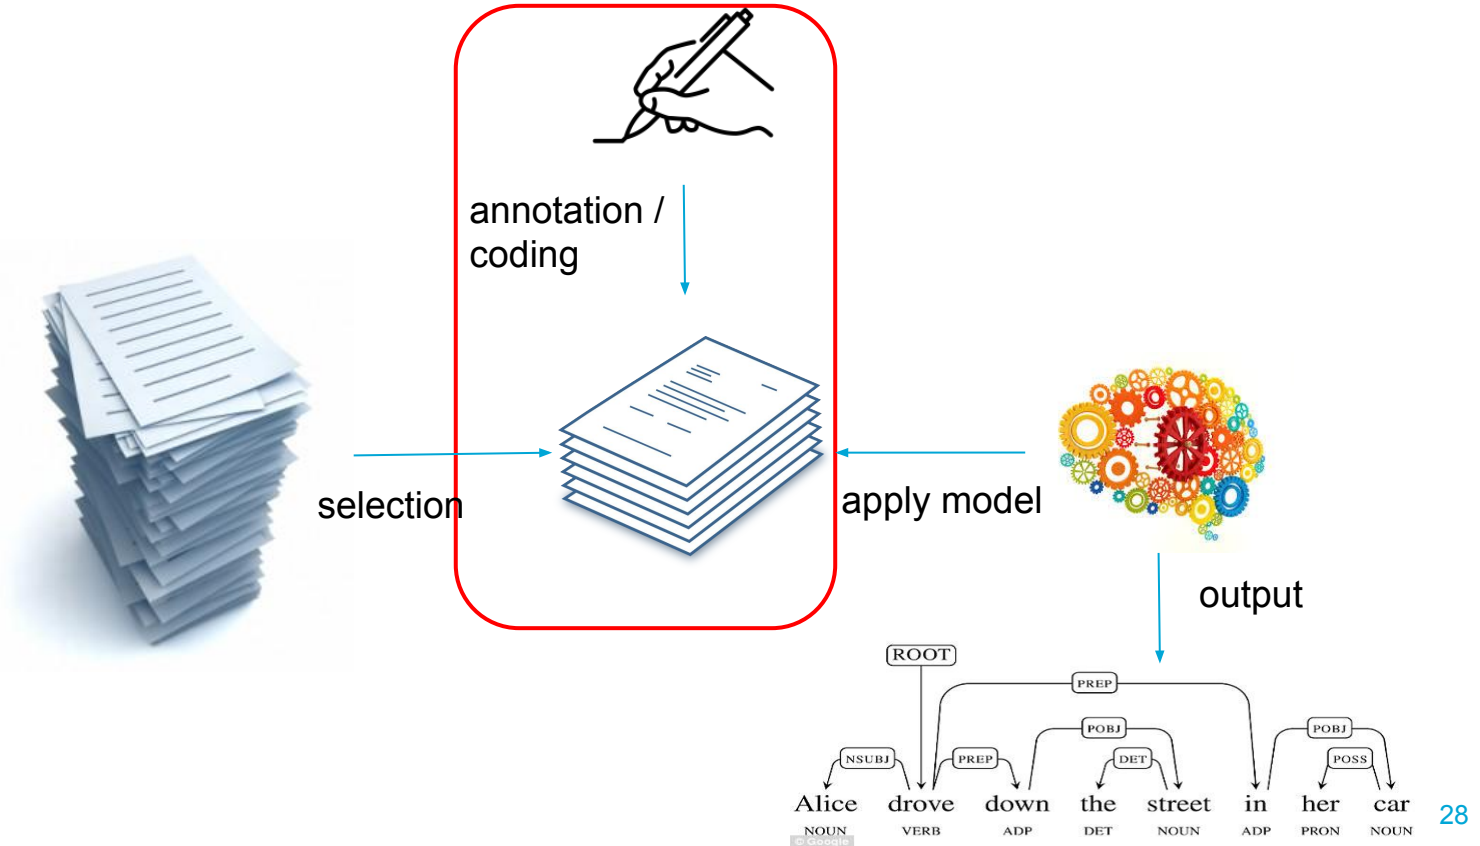 annotation /
coding
selection
apply model
output
ROOT
PREP
POBJ
POBJ
NSUBJ
PREP
DET
POSS
Alice drove down the street in her car
NOUN VERB ADP DET NOUN ADP PRON NOUN
© Google
28